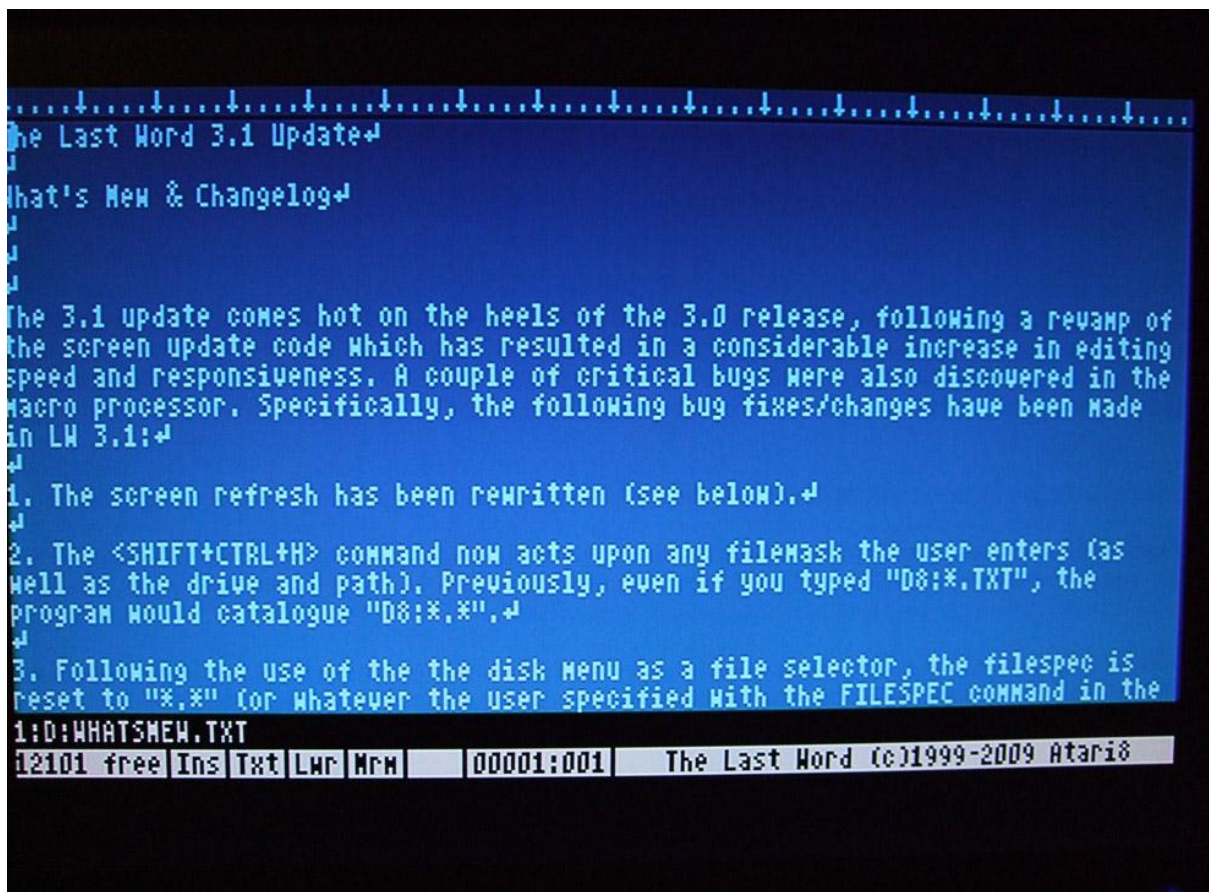 The Last Word 3.1 Update↲
↲
What's New & Changelog↲
↲
↲
↲
The 3.1 update comes hot on the heels of the 3.0 release, following a revamp of
the screen update code which has resulted in a considerable increase in editing
speed and responsiveness. A couple of critical bugs were also discovered in the
macro processor. Specifically, the following bug fixes/changes have been made
in LW 3.1:↲
↲
1. The screen refresh has been rewritten (see below).↲
↲
2. The <SHIFT+CTRL+H> command now acts upon any filemask the user enters (as
well as the drive and path). Previously, even if you typed "D8:*.TXT", the
program would catalogue "D8:*.*".↲
↲
3. Following the use of the the disk menu as a file selector, the filespec is
reset to "*.*" (or whatever the user specified with the FILESPEC command in the
1:D:WHATSNEW.TXT
12101 free Ins Txt Lwr Nrm 00001:001 The Last Word (c)1999-2009 Atari8